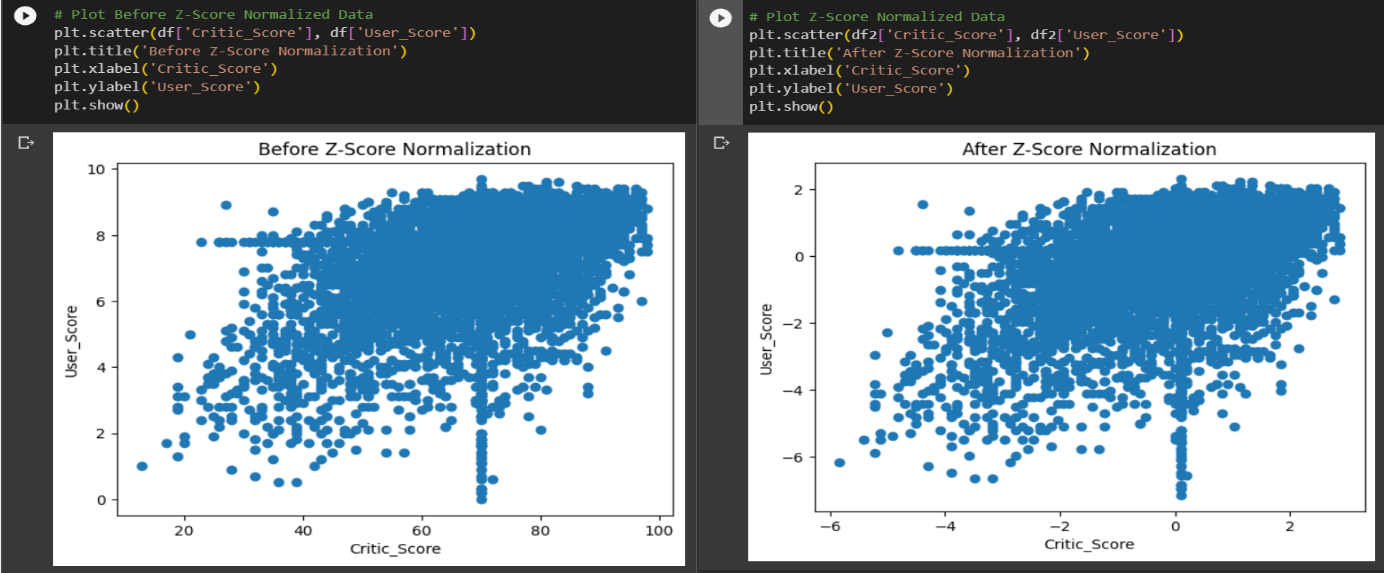 # Plot Before Z-Score Normalized Data
plt.scatter(df['Critic_Score'], df['User_Score'])
plt.title('Before Z-Score Normalization')
plt.xlabel('Critic_Score')
plt.ylabel('User_Score')
plt.show()
Before Z-Score Normalization
10
8
6
4
2
0
User_Score
20 40 60 80 100
Critic_Score
# Plot Z-Score Normalized Data
plt.scatter(df2['Critic_Score'], df2['User_Score'])
plt.title('After Z-Score Normalization')
plt.xlabel('Critic_Score')
plt.ylabel('User_Score')
plt.show()
After Z-Score Normalization
2
0
−2
−4
−6
User_Score
−6 −4 −2 0 2
Critic_Score